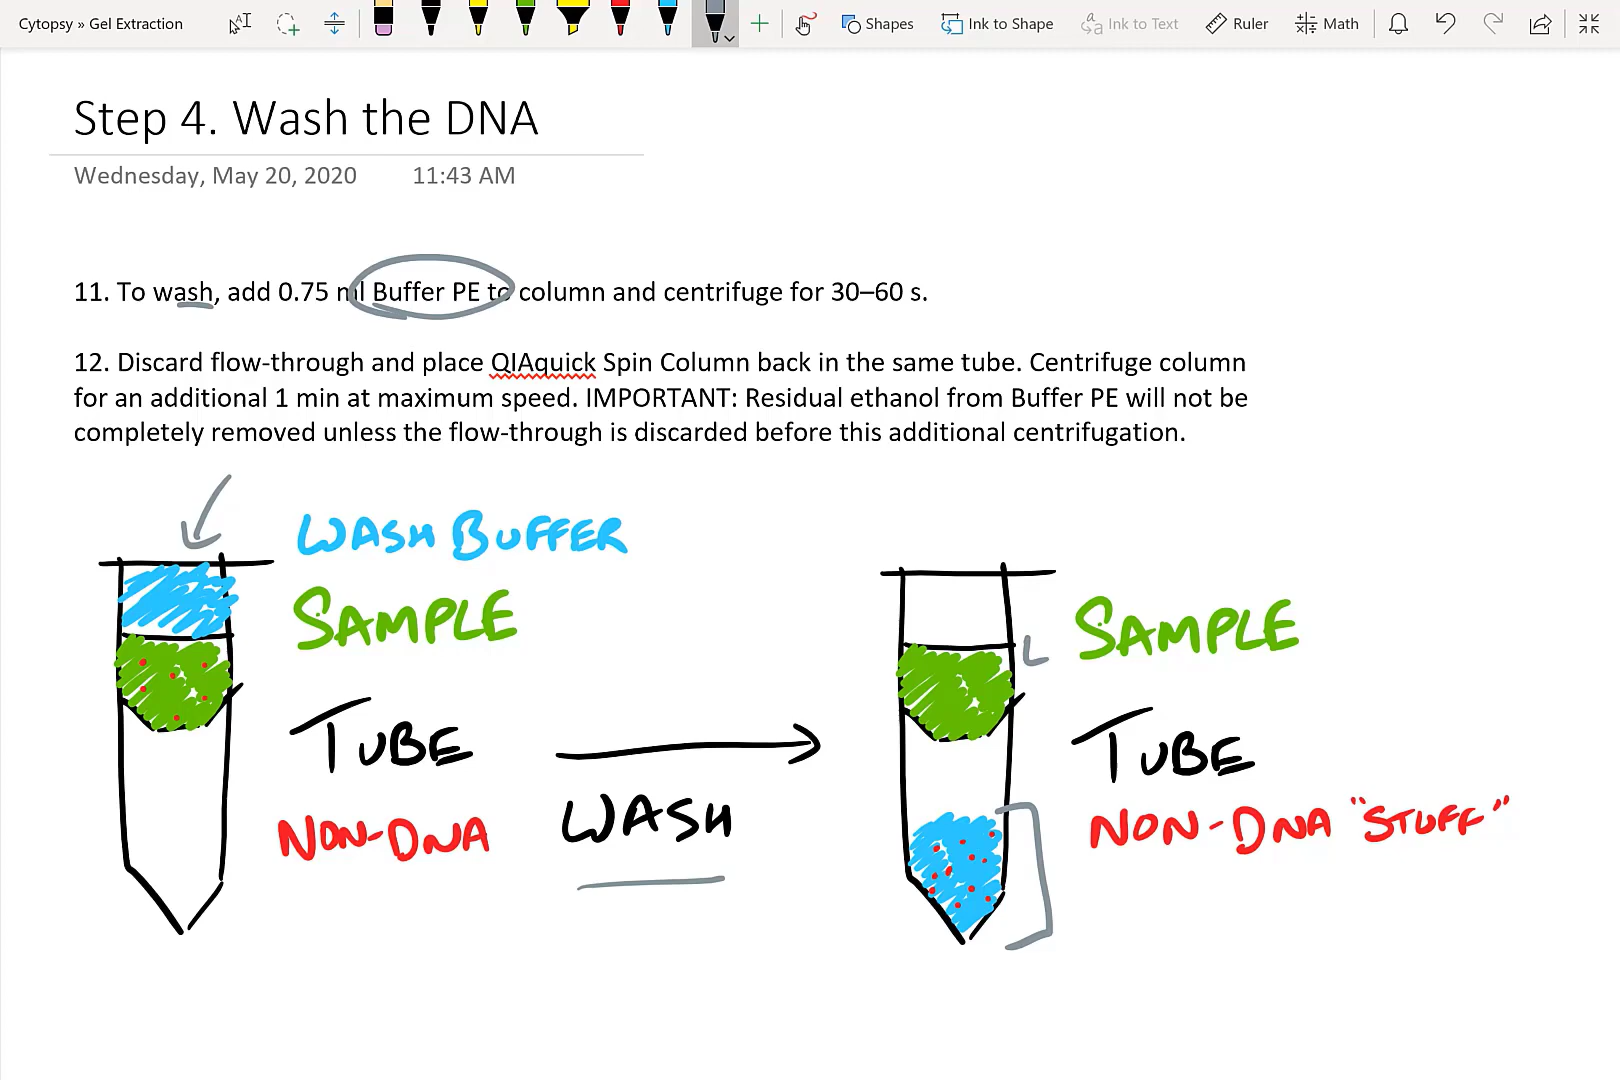 Cytopsy » Gel Extraction
Shapes
Ink to Shape
Ink to Text
Ruler
Math
Step 4. Wash the DNA
Wednesday, May 20, 2020 11:43 AM
11. To wash, add 0.75 ml Buffer PE to column and centrifuge for 30–60 s.
12. Discard flow-through and place QIAquick Spin Column back in the same tube. Centrifuge column
for an additional 1 min at maximum speed. IMPORTANT: Residual ethanol from Buffer PE will not be
completely removed unless the flow-through is discarded before this additional centrifugation.
WASH BUFFER
SAMPLE
TUBE
NON-DNA
WASH
SAMPLE
TUBE
NON-DNA "STUFF"